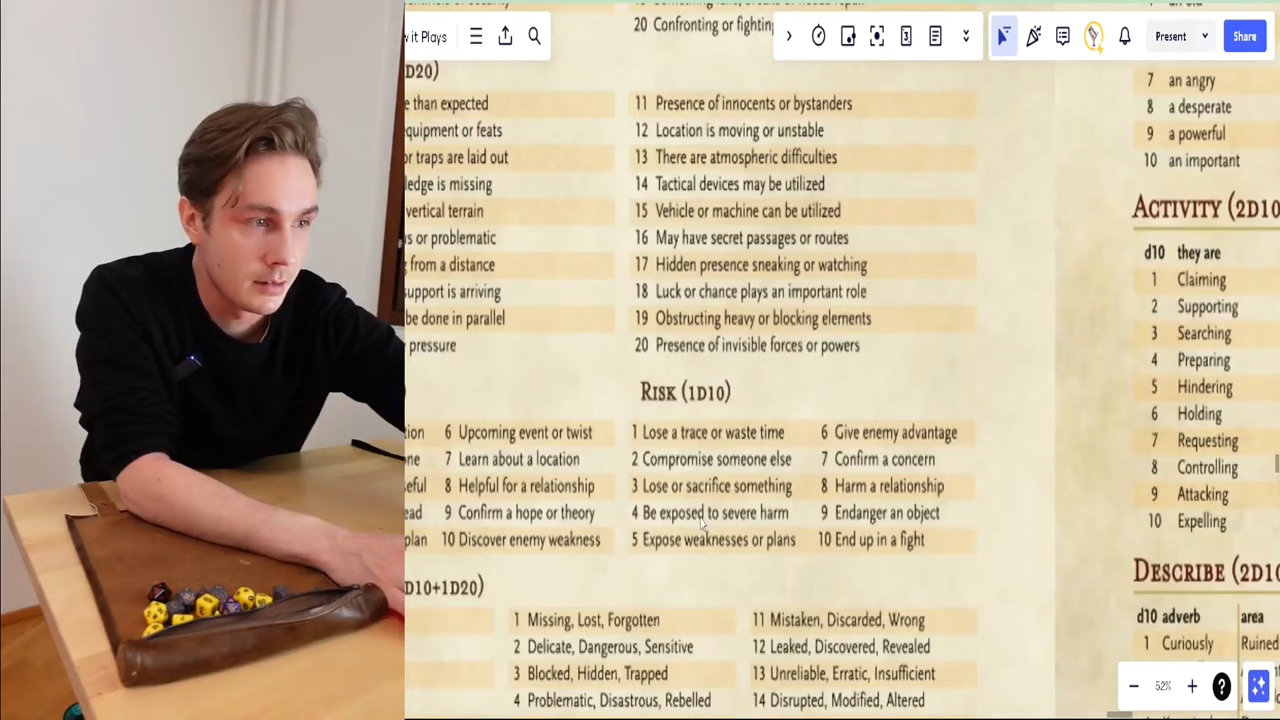 20 Confronting or fighting
w it Plays
Present
Share
D20)
e than expected
equipment or feats
or traps are laid out
ledge is missing
vertical terrain
s or problematic
from a distance
support is arriving
be done in parallel
pressure
11 Presence of innocents or bystanders
12 Location is moving or unstable
13 There are atmospheric difficulties
14 Tactical devices may be utilized
15 Vehicle or machine can be utilized
16 May have secret passages or routes
17 Hidden presence sneaking or watching
18 Luck or chance plays an important role
19 Obstructing heavy or blocking elements
20 Presence of invisible forces or powers
6 Upcoming event or twist
7 Learn about a location
8 Helpful for a relationship
9 Confirm a hope or theory
plan 10 Discover enemy weakness
RISK (1D10)
1 Lose a trace or waste time
2 Compromise someone else
3 Lose or sacrifice something
4 Be exposed to severe harm
5 Expose weaknesses or plans
6 Give enemy advantage
7 Confirm a concern
8 Harm a relationship
9 Endanger an object
10 End up in a fight
D10+1D20)
1 Missing, Lost, Forgotten
2 Delicate, Dangerous, Sensitive
3 Blocked, Hidden, Trapped
4 Problematic, Disastrous, Rebelled
11 Mistaken, Discarded, Wrong
12 Leaked, Discovered, Revealed
13 Unreliable, Erratic, Insufficient
14 Disrupted, Modified, Altered
7 an angry
8 a desperate
9 a powerful
10 an important
ACTIVITY (2D10
d10 they are
1 Claiming
2 Supporting
3 Searching
4 Preparing
5 Hindering
6 Holding
7 Requesting
8 Controlling
9 Attacking
10 Expelling
DESCRIBE (2D10
d10 adverb area
1 Curiously Ruined
52%